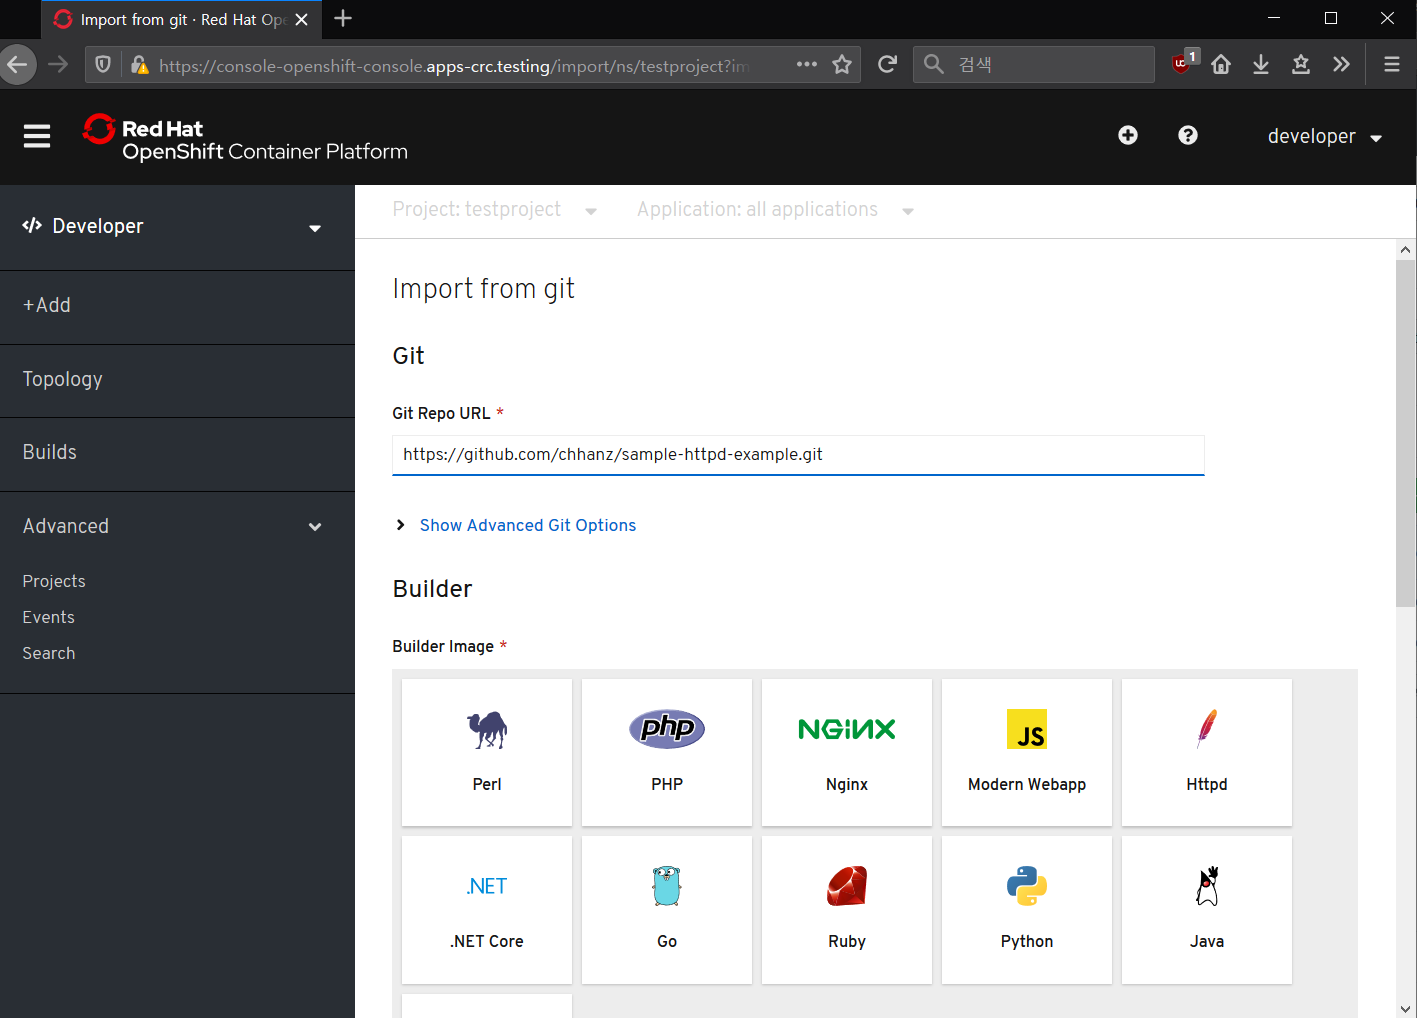 Import from git · Red Hat Ope
https://console-openshift-console.apps-crc.testing/import/ns/testproject?im
검색
1
Red Hat
OpenShift Container Platform
developer
Developer
Project: testproject
Application: all applications
+Add
Topology
Builds
Advanced
Projects
Events
Search
Import from git
Git
Git Repo URL *
https://github.com/chhanz/sample-httpd-example.git
Show Advanced Git Options
Builder
Builder Image *
php
NGINX
JS
Perl
PHP
Nginx
Modern Webapp
Httpd
.NET
.NET Core
Go
Ruby
Python
Java